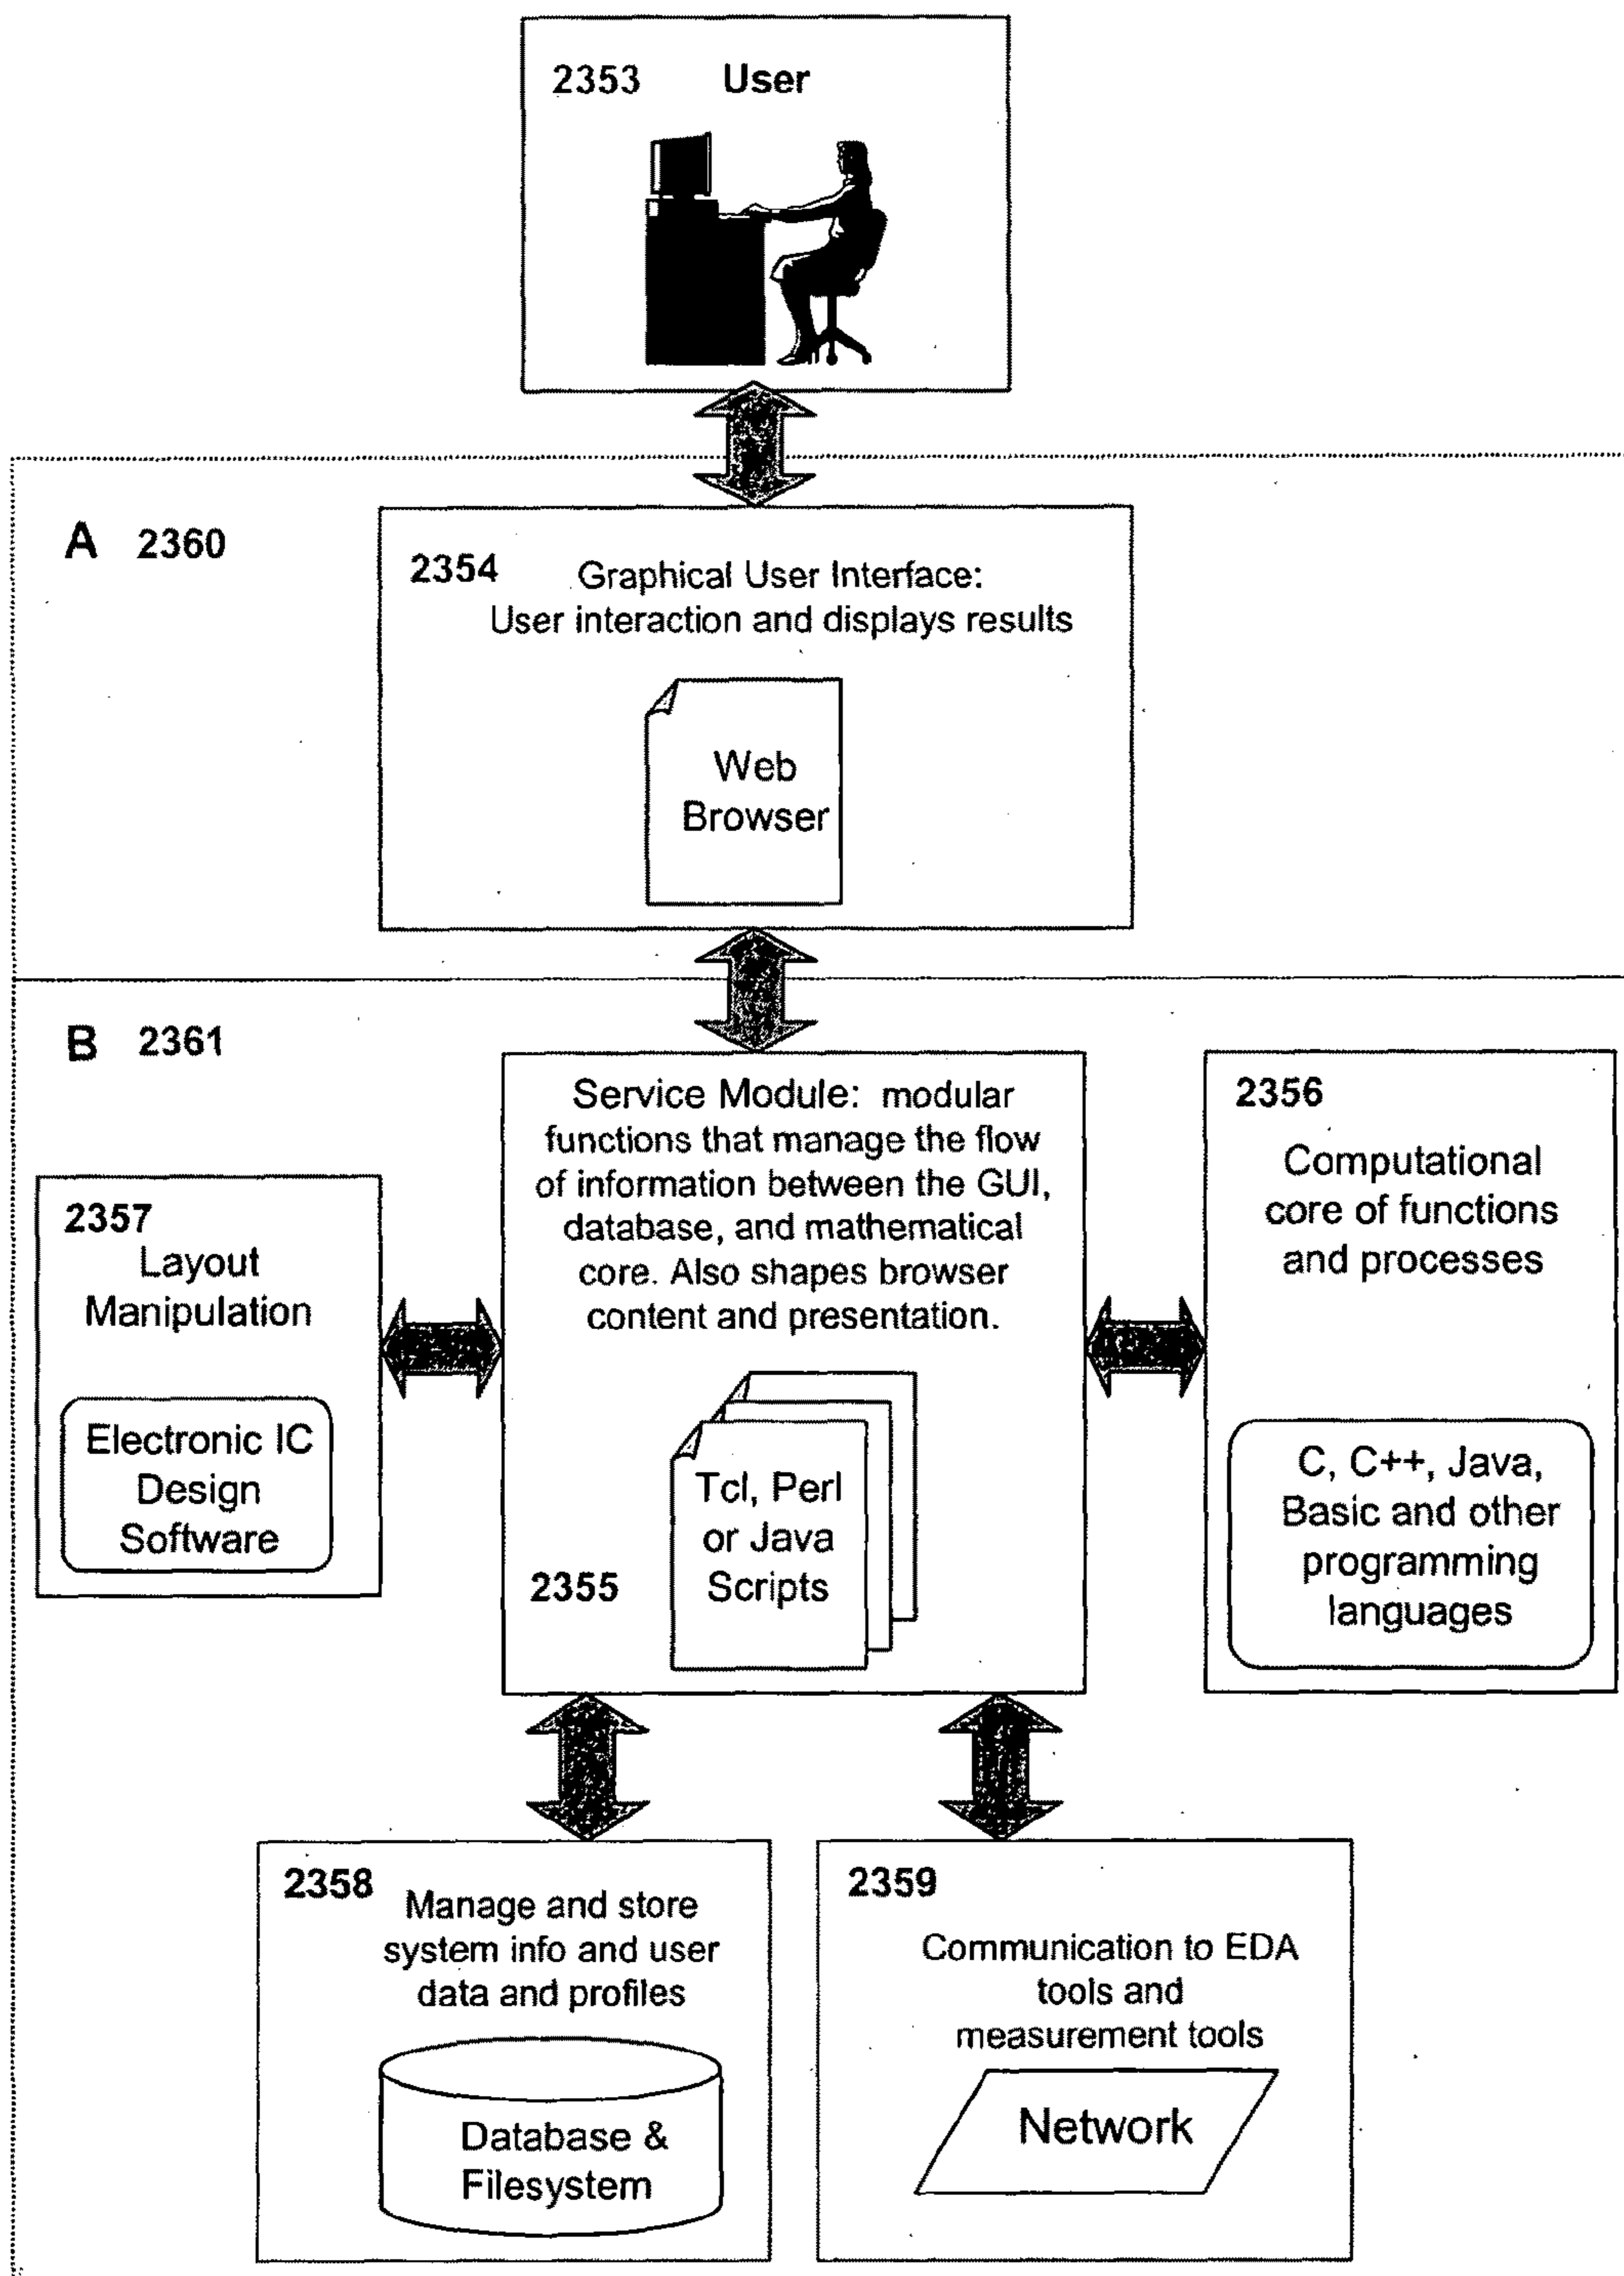 2353 User
A 2360
2354 Graphical User Interface:
User interaction and displays results
Web
Browser
B 2361
Service Module: modular
functions that manage the flow
of information between the GUI,
database, and mathematical
core. Also shapes browser
content and presentation.
Tcl, Perl
or Java
Scripts
2355
2356
Computational
core of functions
and processes
C, C++, Java,
Basic and other
programming
languages
2357
Layout
Manipulation
Electronic IC
Design
Software
2358
Manage and store
system info and user
data and profiles
Database &
Filesystem
2359
Communication to EDA
tools and
measurement tools
Network